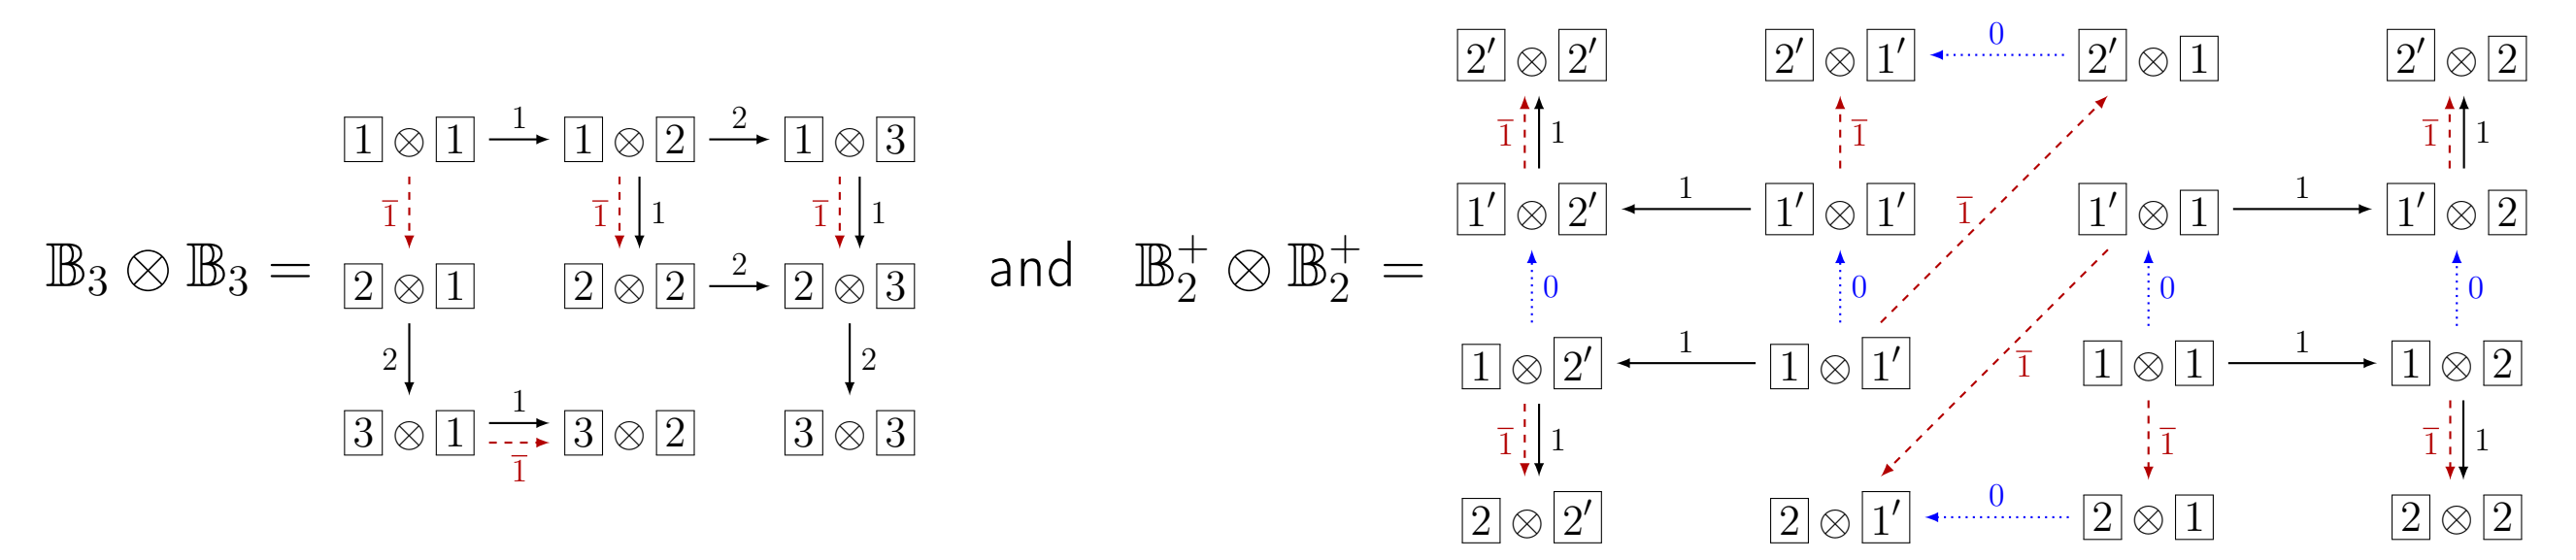 2′ ⊗ 2′ 2′ ⊗ 1′ 0 2′ ⊗ 1 2′ ⊗ 2
1 ⊗ 1 1 1 ⊗ 2 2 1 ⊗ 3 1̅ 1 1̅ 1̅ 1
1̅ 1̅ 1 1̅ 1 1′ ⊗ 2′ 1 1′ ⊗ 1′ 1̅ 1′ ⊗ 1 1 1′ ⊗ 2
𝔹₃ ⊗ 𝔹₃ = 2 ⊗ 1 2 ⊗ 2 2 2 ⊗ 3 and 𝔹₂⁺ ⊗ 𝔹₂⁺ = 0 0 0 0
2 2 1 ⊗ 2′ 1 1 ⊗ 1′ 1̅ 1 ⊗ 1 1 1 ⊗ 2
3 ⊗ 1 1 1̅ 3 ⊗ 2 3 ⊗ 3 1̅ 1 1̅ 1̅ 1
2 ⊗ 2′ 2 ⊗ 1′ 0 2 ⊗ 1 2 ⊗ 2